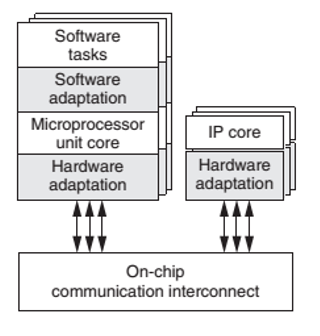 Software
tasks
Software
adaptation
Microprocessor
unit core
Hardware
adaptation
IP core
Hardware
adaptation
On-chip
communication interconnect